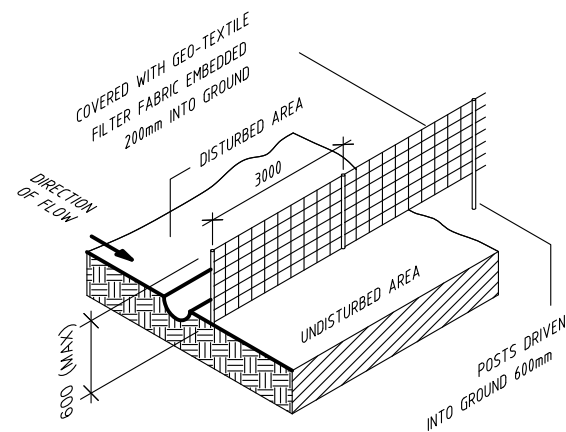 COVERED WITH GEO-TEXTILE
FILTER FABRIC EMBEDDED
200mm INTO GROUND
DISTURBED AREA
3000
DIRECTION
OF FLOW
UNDISTURBED AREA
600 (MAX)
POSTS DRIVEN
INTO GROUND 600mm